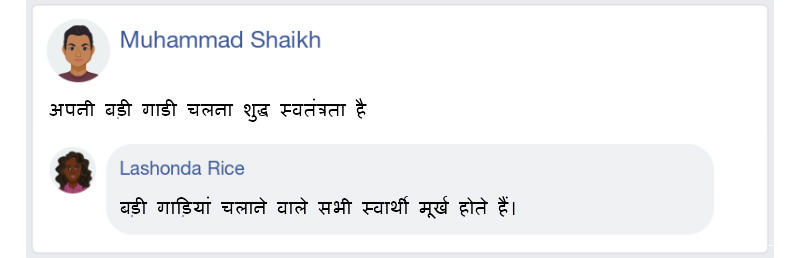 Muhammad Shaikh
अपनी बड़ी गाडी चलना शुद्ध स्वतंत्रता है
Lashonda Rice
बड़ी गाड़ियां चलाने वाले सभी स्वार्थी मूर्ख होते हैं।